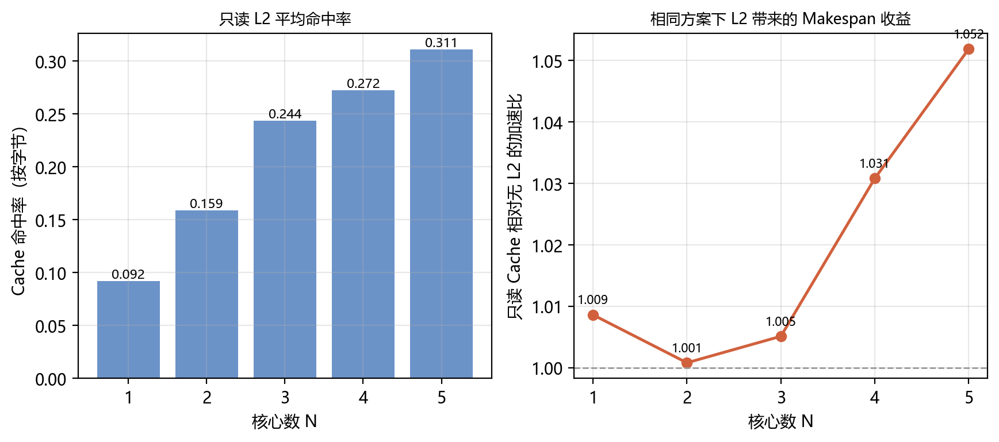 只读 L2 平均命中率
Cache 命中率（按字节）
0.30
0.25
0.20
0.15
0.10
0.05
0.00
0.092
0.159
0.244
0.272
0.311
1 2 3 4 5
核心数 N
相同方案下 L2 带来的 Makespan 收益
只读 Cache 相对无 L2 的加速比
1.05
1.04
1.03
1.02
1.01
1.00
1.009
1.001
1.005
1.031
1.052
1 2 3 4 5
核心数 N